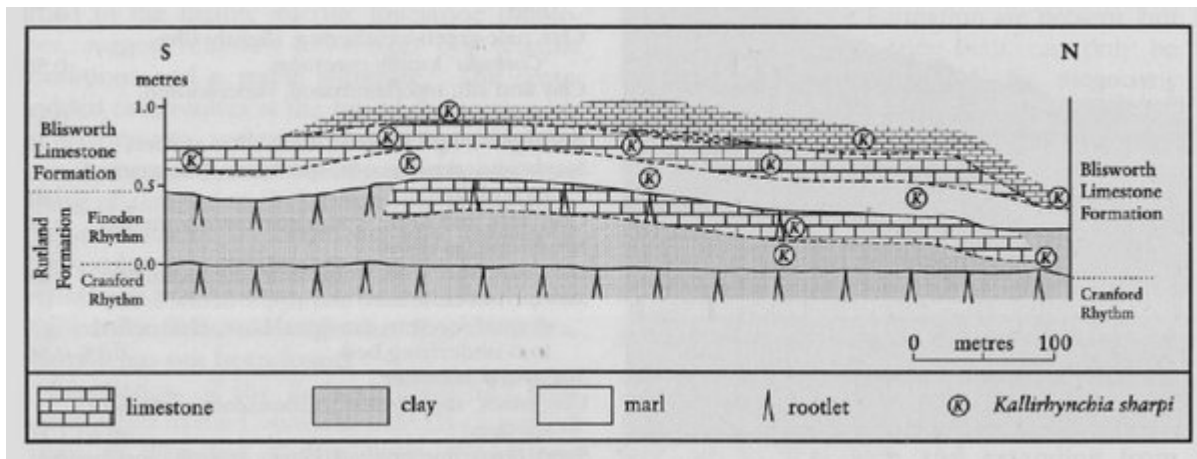 S
N
metres
1.0
Blisworth
Limestone
Formation
0.5
Rutland
Formation
Finedon
Rhythm
0.0
Cranford
Rhythm
K
K
K
K
K
K
K
K
K
K
K
K
K
K
Blisworth
Limestone
Formation
Cranford
Rhythm
0 metres 100
limestone
clay
marl
rootlet
K Kallirhynchia sharpi